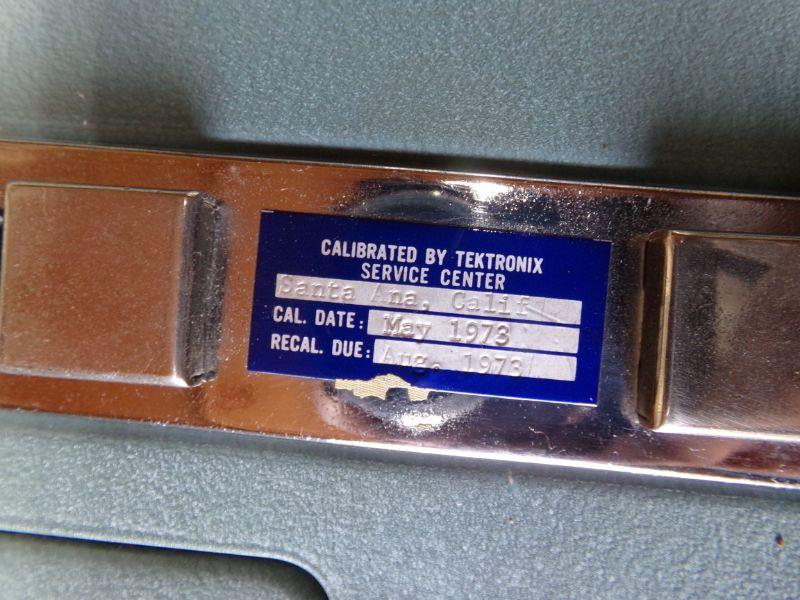 CALIBRATED BY TEKTRONIX
SERVICE CENTER
Santa Ana, Calif
CAL. DATE: May 1973
RECAL. DUE: Aug. 1973